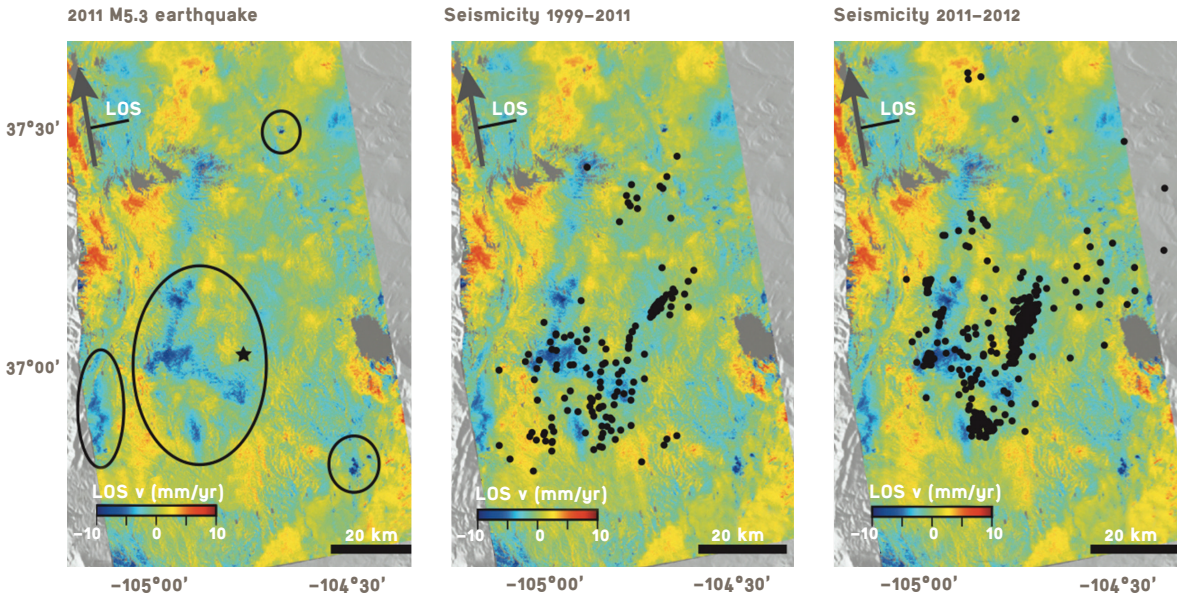 2011 M5.3 earthquake
Seismicity 1999–2011
Seismicity 2011–2012
LOS
LOS
LOS
37°30’
37°00’
LOS v (mm/yr)
LOS v (mm/yr)
LOS v (mm/yr)
−10 0 10
20 km
−10 0 10
20 km
−10 0 10
20 km
−105°00’ −104°30’
−105°00’ −104°30’
−105°00’ −104°30’